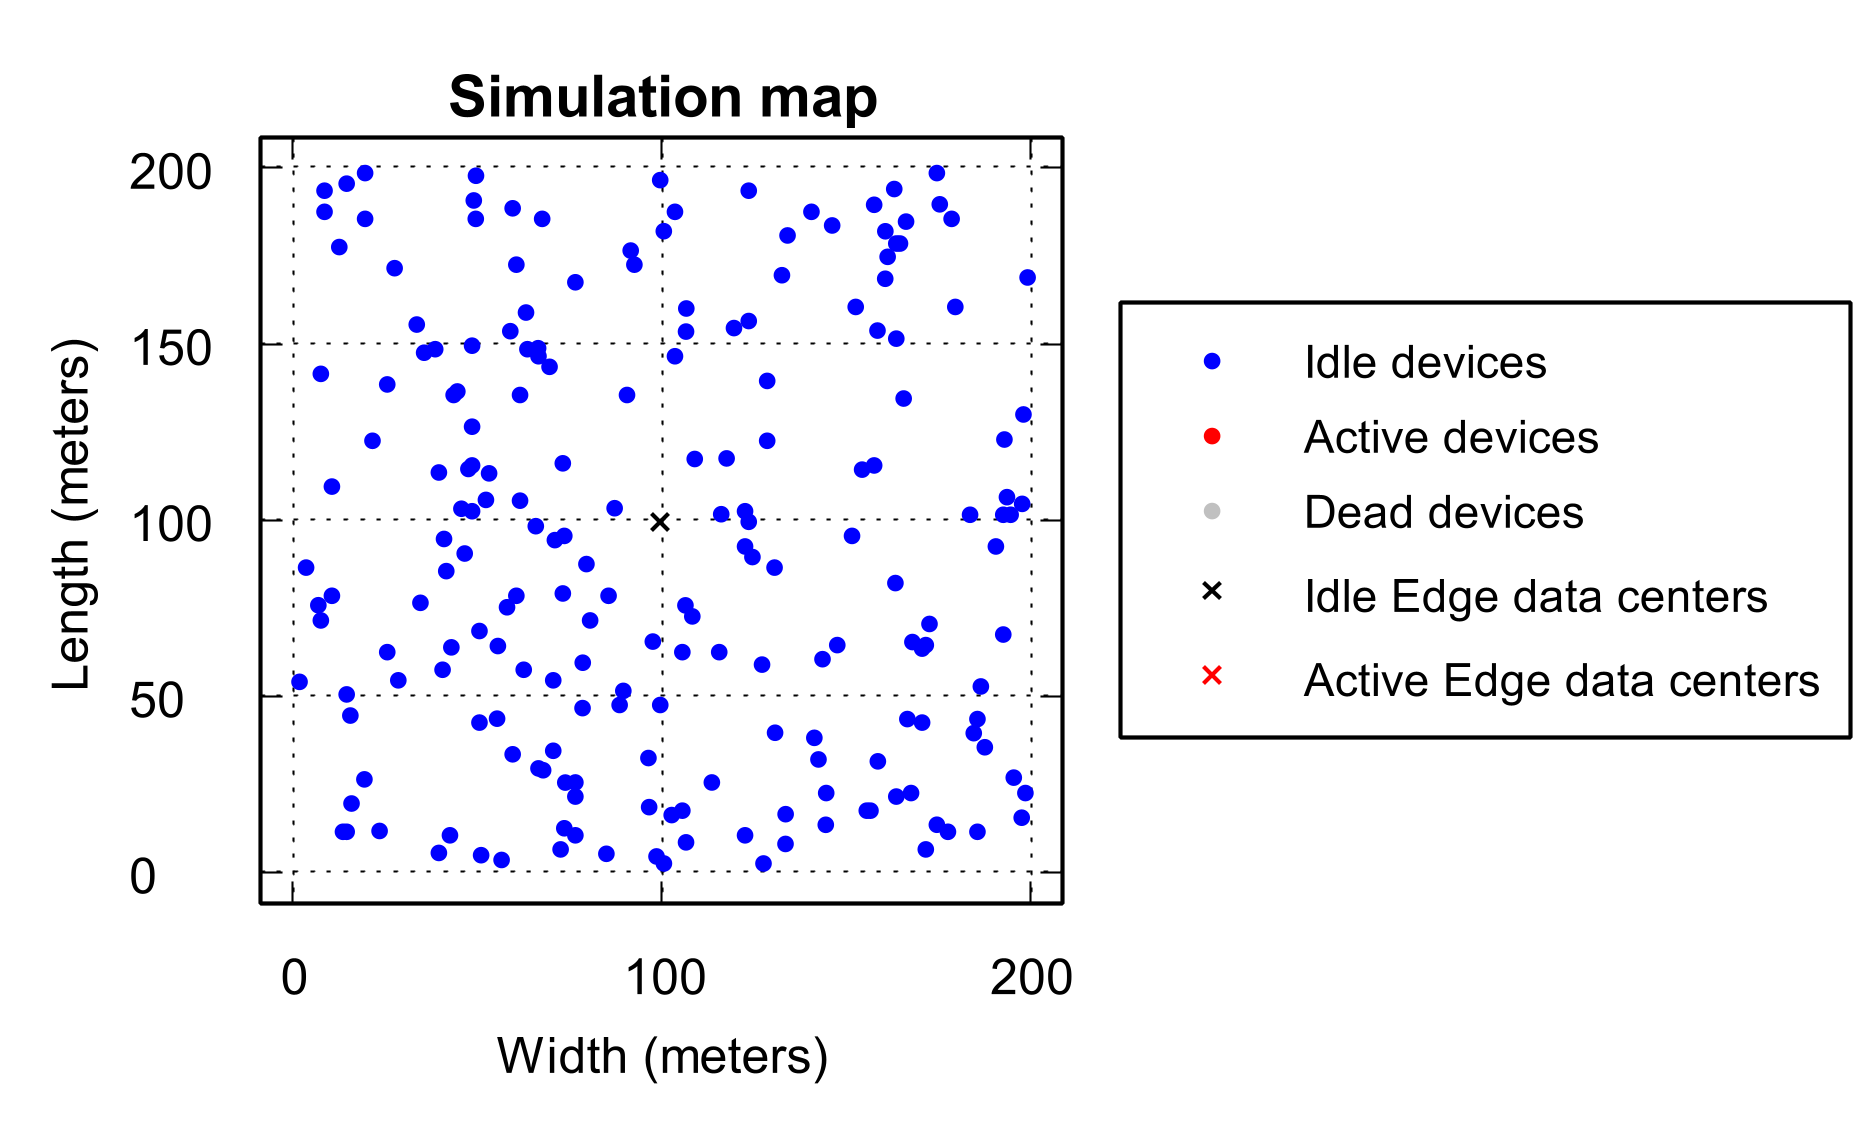 Simulation map
200
150
100
50
0
Length (meters)
0
100
200
Width (meters)
Idle devices
Active devices
Dead devices
Idle Edge data centers
Active Edge data centers